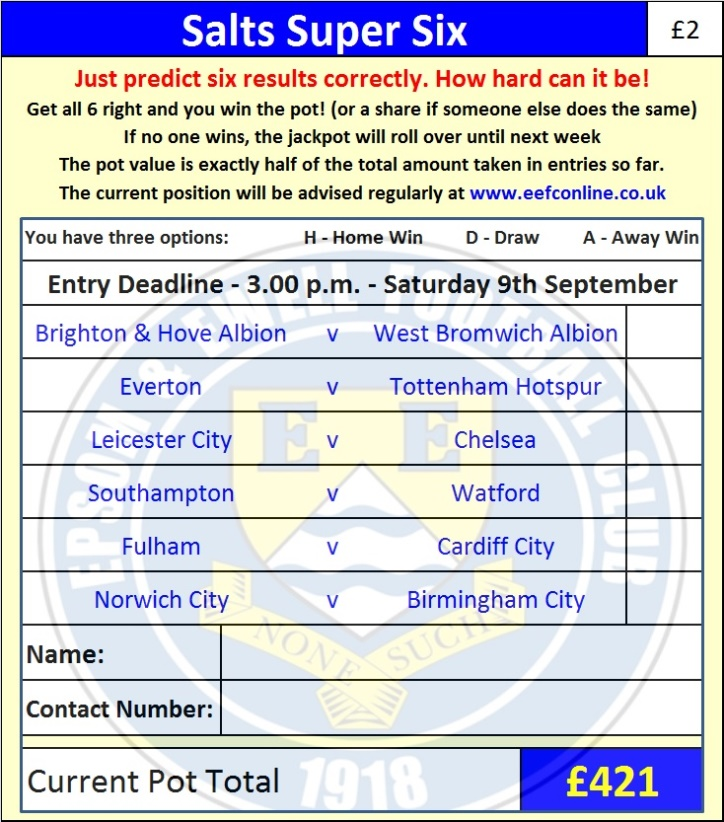 Salts Super Six £2
Just predict six results correctly. How hard can it be!
Get all 6 right and you win the pot! (or a share if someone else does the same)
If no one wins, the jackpot will roll over until next week
The pot value is exactly half of the total amount taken in entries so far.
The current position will be advised regularly at www.eefconline.co.uk
You have three options: H - Home Win D - Draw A - Away Win
Entry Deadline - 3.00 p.m. - Saturday 9th September
Brighton & Hove Albion v West Bromwich Albion
Everton v Tottenham Hotspur
Leicester City v Chelsea
Southampton v Watford
Fulham v Cardiff City
Norwich City v Birmingham City
Name:
Contact Number:
Current Pot Total £421
EPSOM & EWELL FOOTBALL CLUB
E E
NONE SUCH
1918